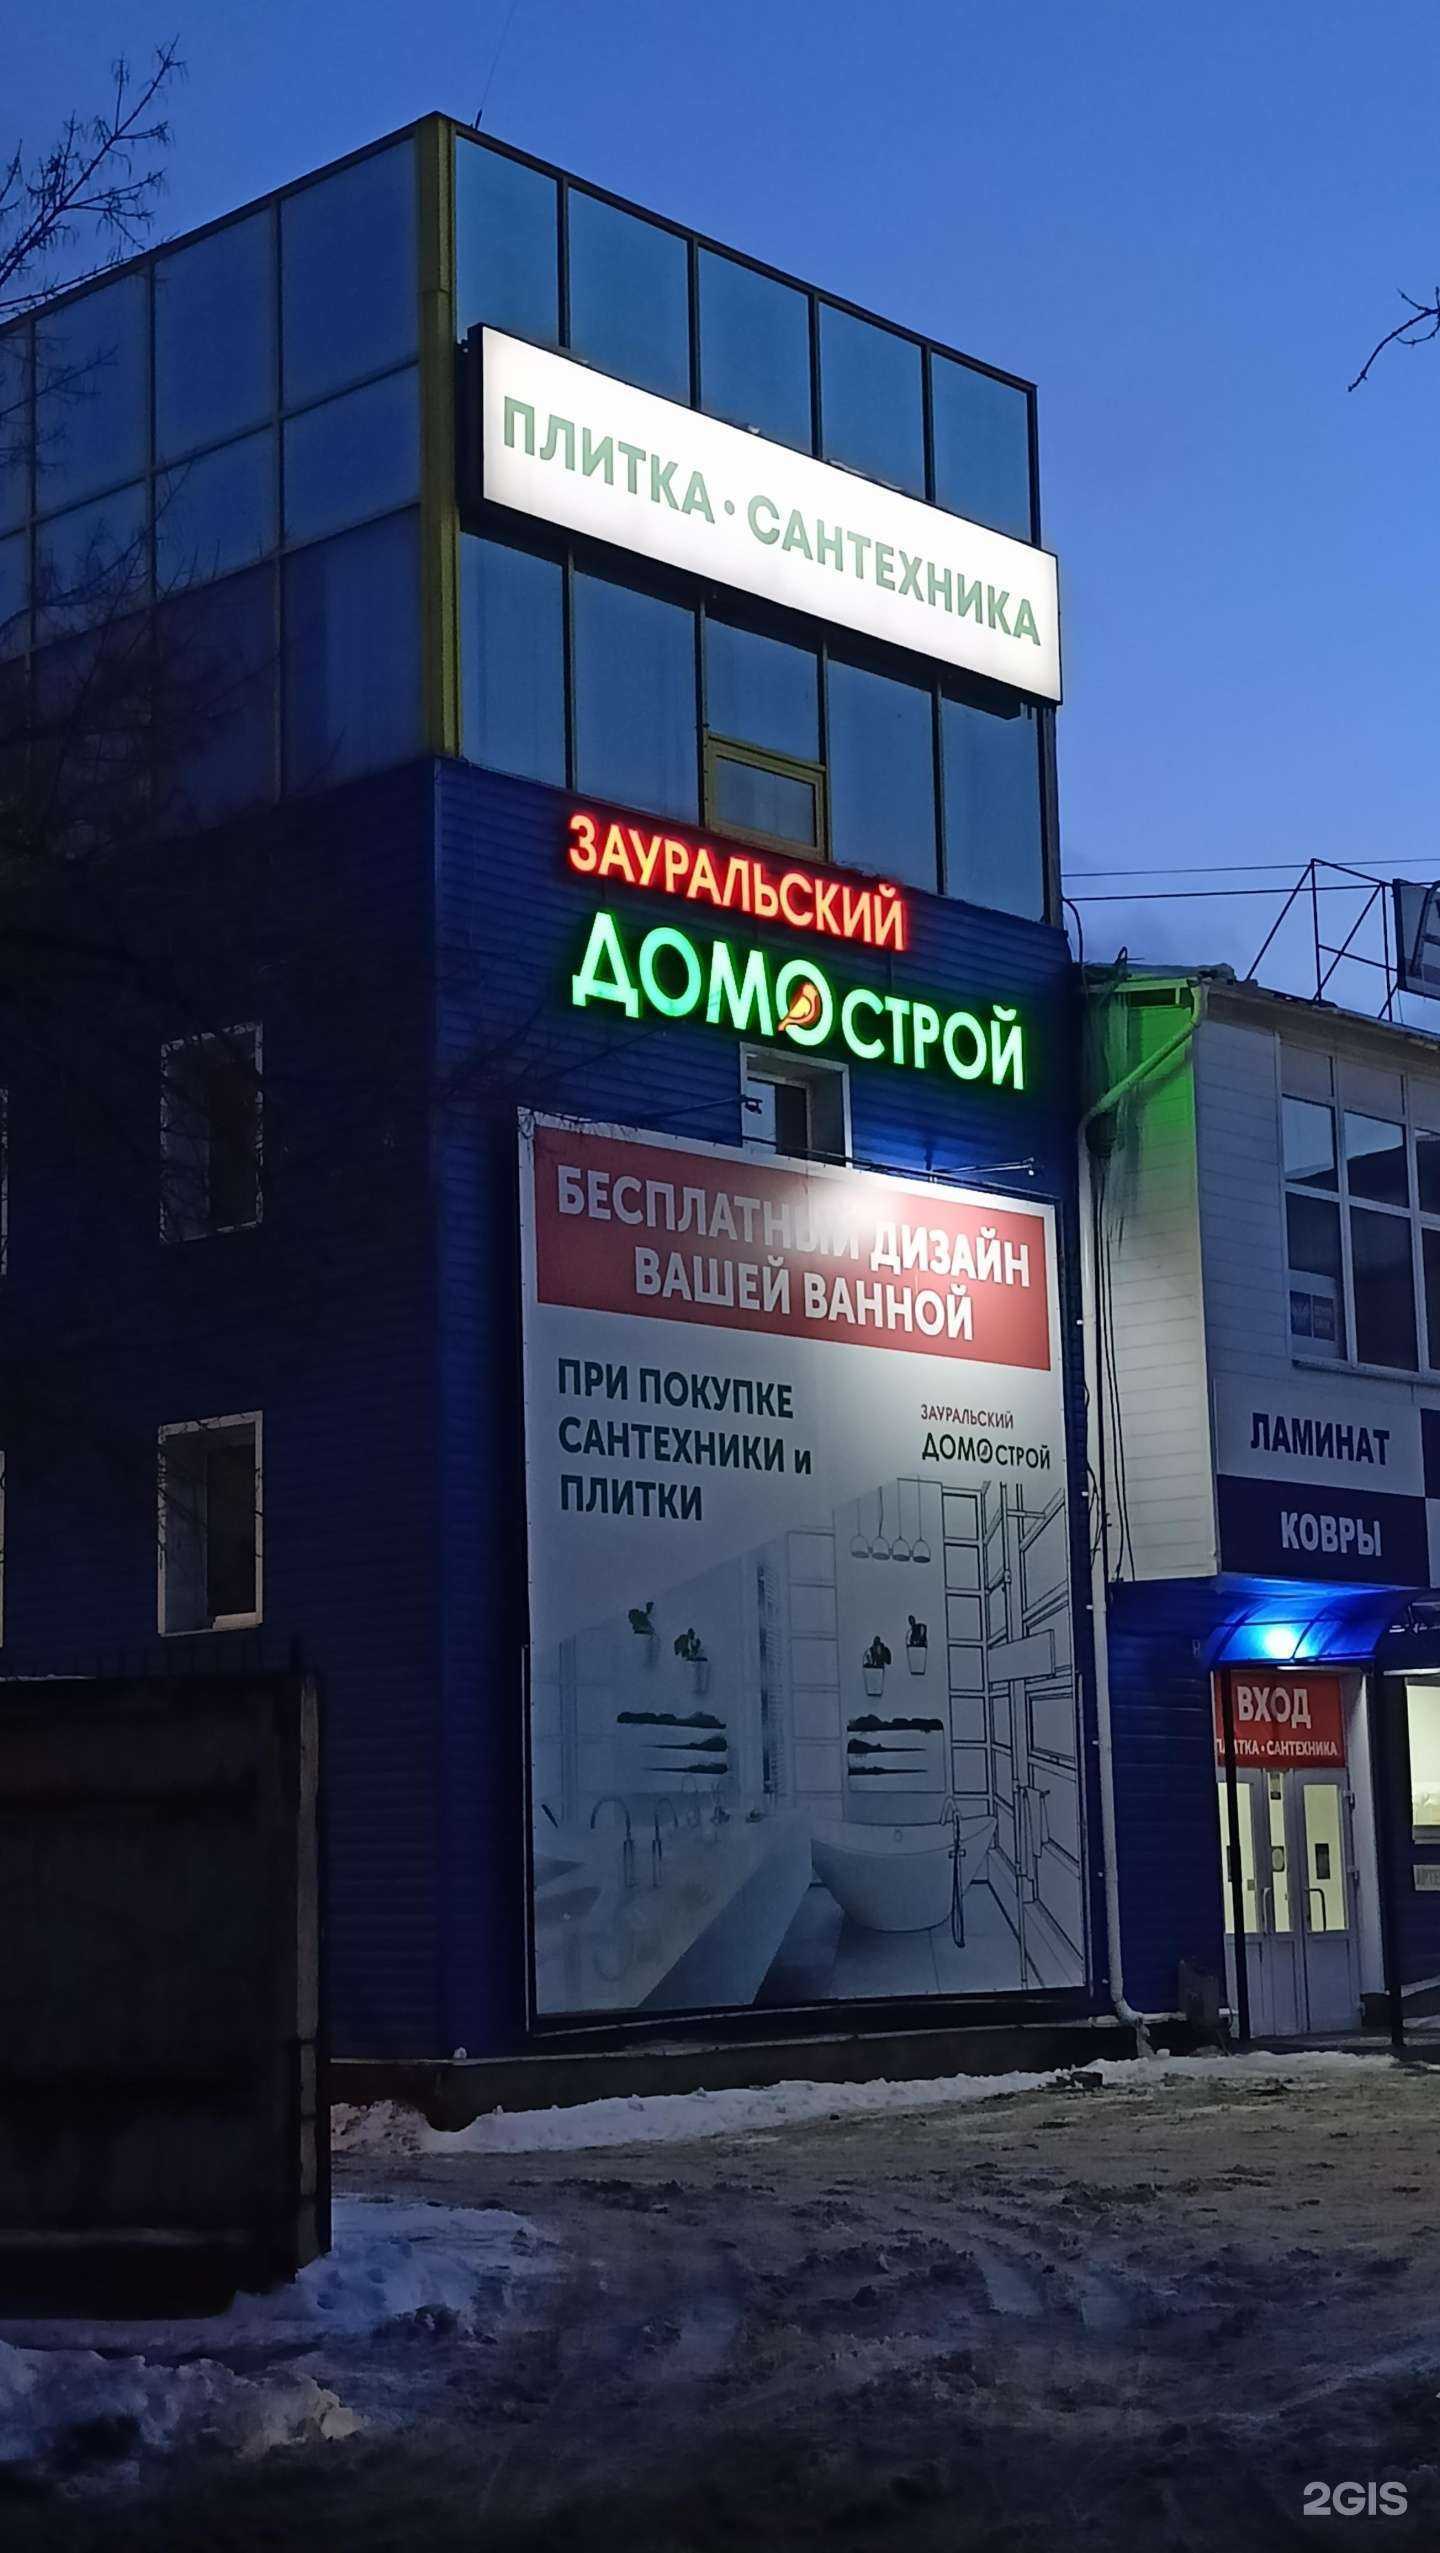 ПЛИТКА • САНТЕХНИКА
ЗАУРАЛЬСКИЙ
ДОМОСТРОЙ
БЕСПЛАТНЫЙ ДИЗАЙН
ВАШЕЙ ВАННОЙ
ПРИ ПОКУПКЕ
САНТЕХНИКИ и
ПЛИТКИ
ЗАУРАЛЬСКИЙ
ДОМОСТРОЙ
ЛАМИНАТ
КОВРЫ
ВХОД
ПЛИТКА • САНТЕХНИКА
2GIS